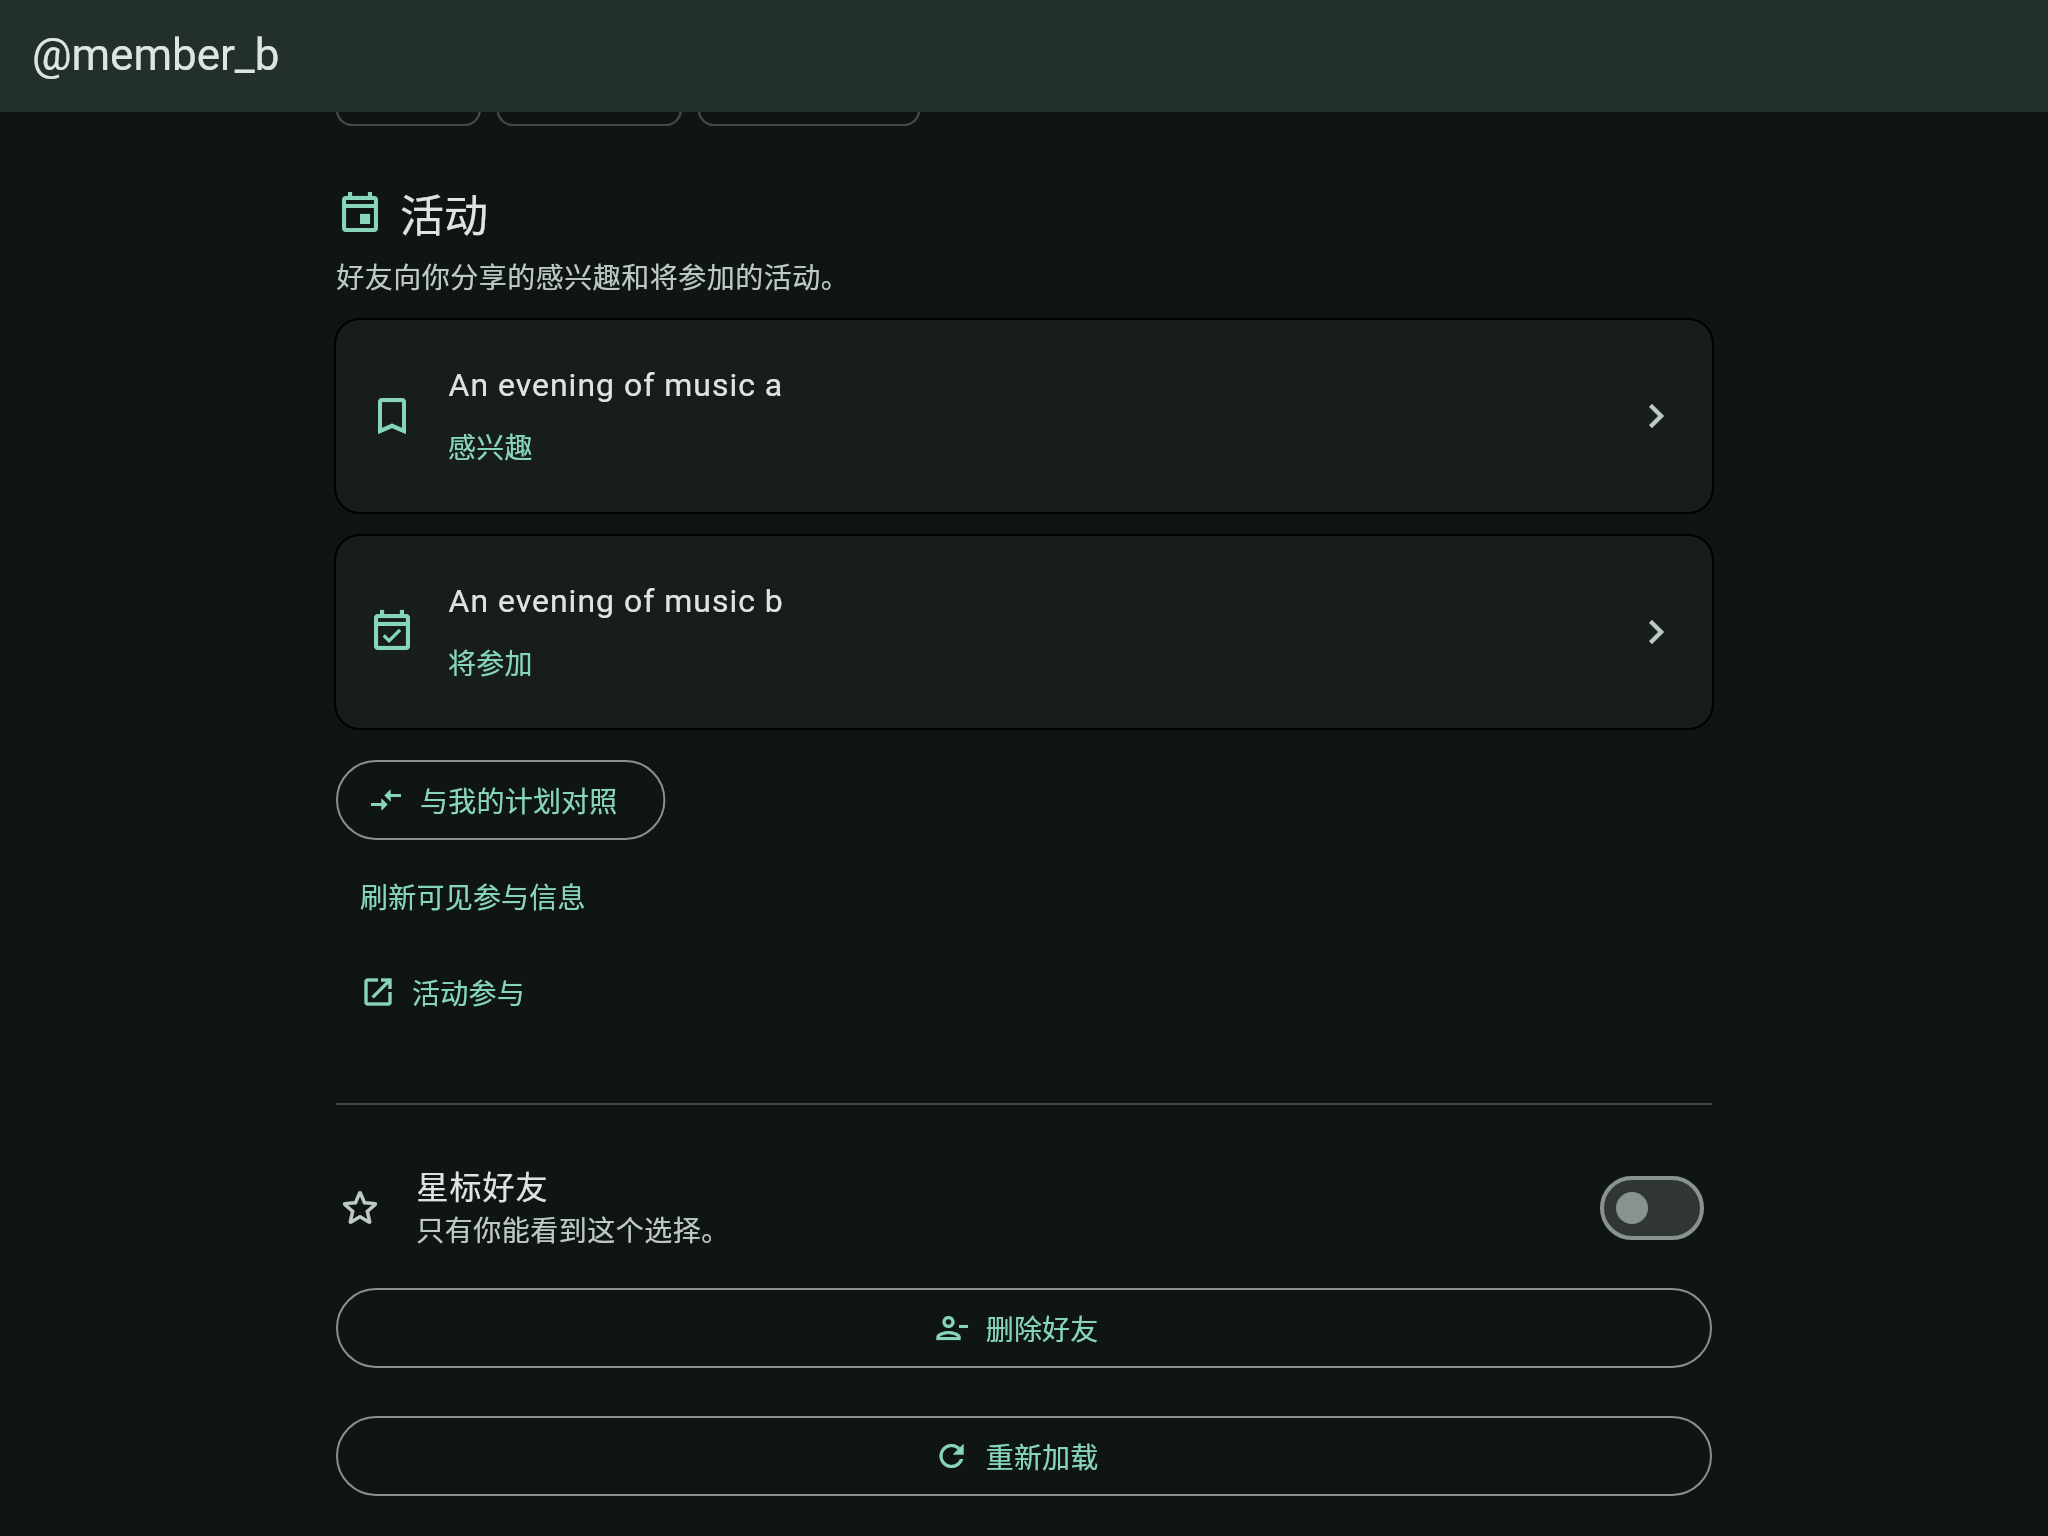 @member_b
活动
好友向你分享的感兴趣和将参加的活动。
An evening of music a
感兴趣
An evening of music b
将参加
与我的计划对照
刷新可见参与信息
活动参与
星标好友
只有你能看到这个选择。
删除好友
重新加载